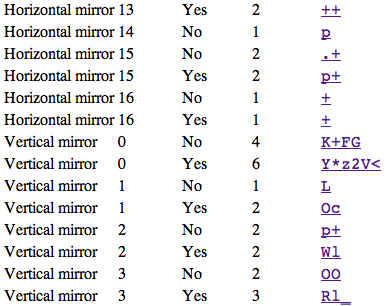 Horizontal mirror 13 Yes 2 ++
Horizontal mirror 14 No 1 p
Horizontal mirror 15 No 2 .+
Horizontal mirror 15 Yes 2 p+
Horizontal mirror 16 No 1 +
Horizontal mirror 16 Yes 1 +
Vertical mirror 0 No 4 K+FG
Vertical mirror 0 Yes 6 Y*z2V<
Vertical mirror 1 No 1 L
Vertical mirror 1 Yes 2 Oc
Vertical mirror 2 No 2 p+
Vertical mirror 2 Yes 2 Wl
Vertical mirror 3 No 2 OO
Vertical mirror 3 Yes 3 Rl_